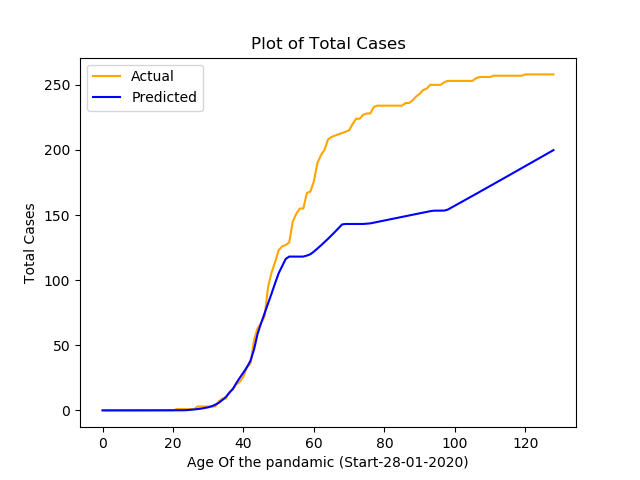 Plot of Total Cases
Actual
Predicted
250
200
150
100
50
0
Total Cases
0 20 40 60 80 100 120
Age Of the pandamic (Start-28-01-2020)